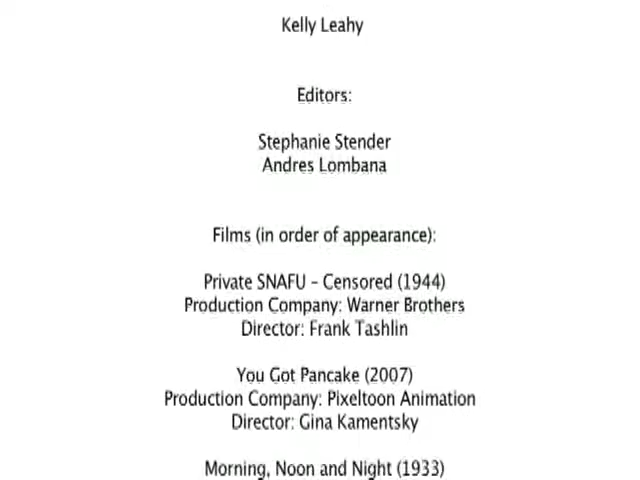 Kelly Leahy
Editors:
Stephanie Stender
Andres Lombana
Films (in order of appearance):
Private SNAFU - Censored (1944)
Production Company: Warner Brothers
Director: Frank Tashlin
You Got Pancake (2007)
Production Company: Pixeltoon Animation
Director: Gina Kamentsky
Morning, Noon and Night (1933)